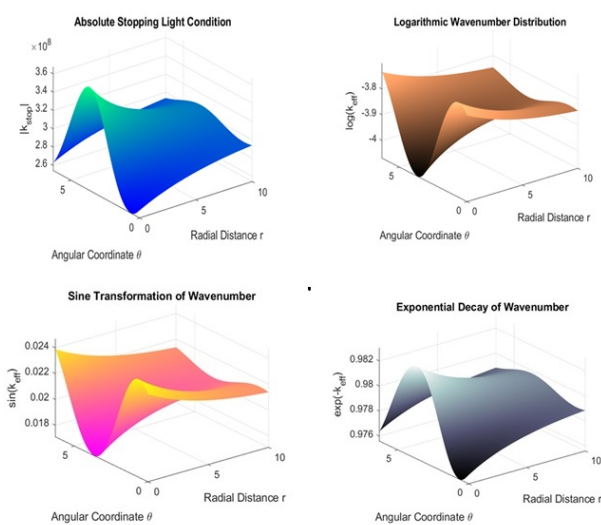 Absolute Stopping Light Condition
×10⁸
3.6
3.4
3.2
3
2.8
2.6
|k_stop|
5
0
0
5
10
Radial Distance r
Angular Coordinate θ
Logarithmic Wavenumber Distribution
-3.8
-3.9
-4
log(k_eff)
5
0
0
5
10
Radial Distance r
Angular Coordinate θ
Sine Transformation of Wavenumber
0.024
0.022
0.02
0.018
sin(k_eff)
5
0
0
5
10
Radial Distance r
Angular Coordinate θ
Exponential Decay of Wavenumber
0.982
0.98
0.978
0.976
exp(-k_eff)
5
0
0
5
10
Radial Distance r
Angular Coordinate θ